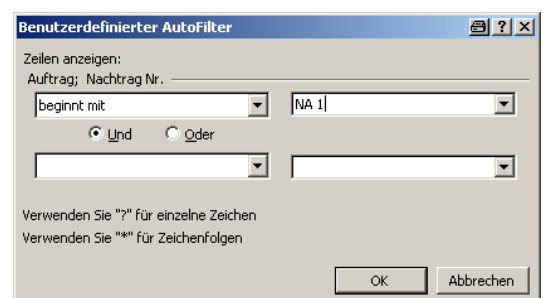 Benutzerdefinierter AutoFilter
Zeilen anzeigen:
Auftrag; Nachtrag Nr.
beginnt mit NA 1
Und Oder
Verwenden Sie "?" für einzelne Zeichen
Verwenden Sie "*" für Zeichenfolgen
OK Abbrechen